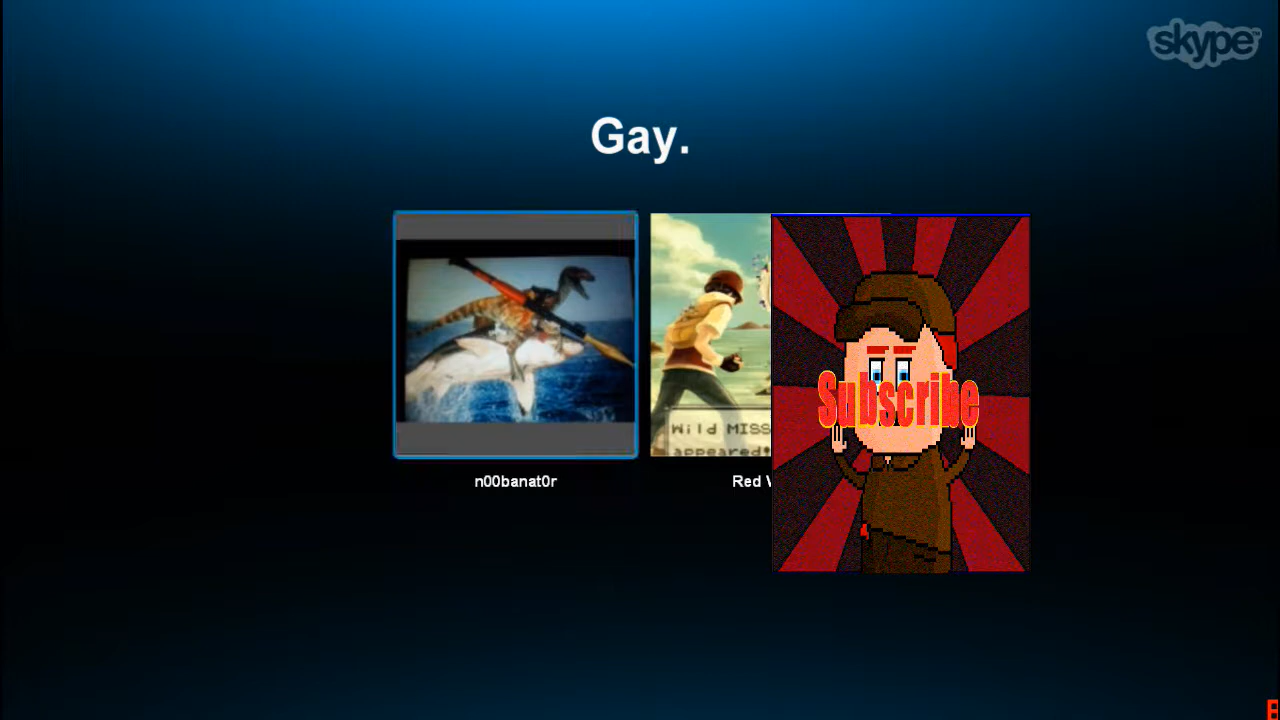 skype
Gay.
Wild MISS
appeared!
Subscribe
n00banat0r
Red